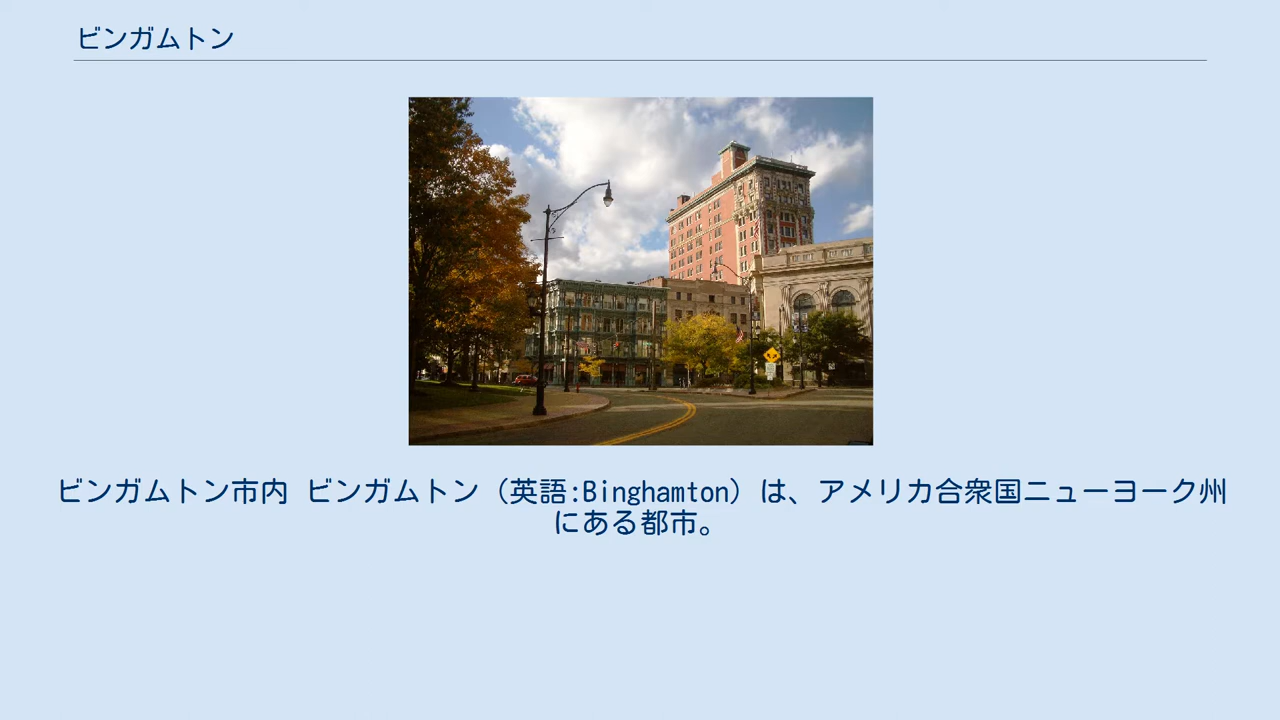 ビンガムトン
ビンガムトン市内 ビンガムトン（英語:Binghamton）は、アメリカ合衆国ニューヨーク州
にある都市。